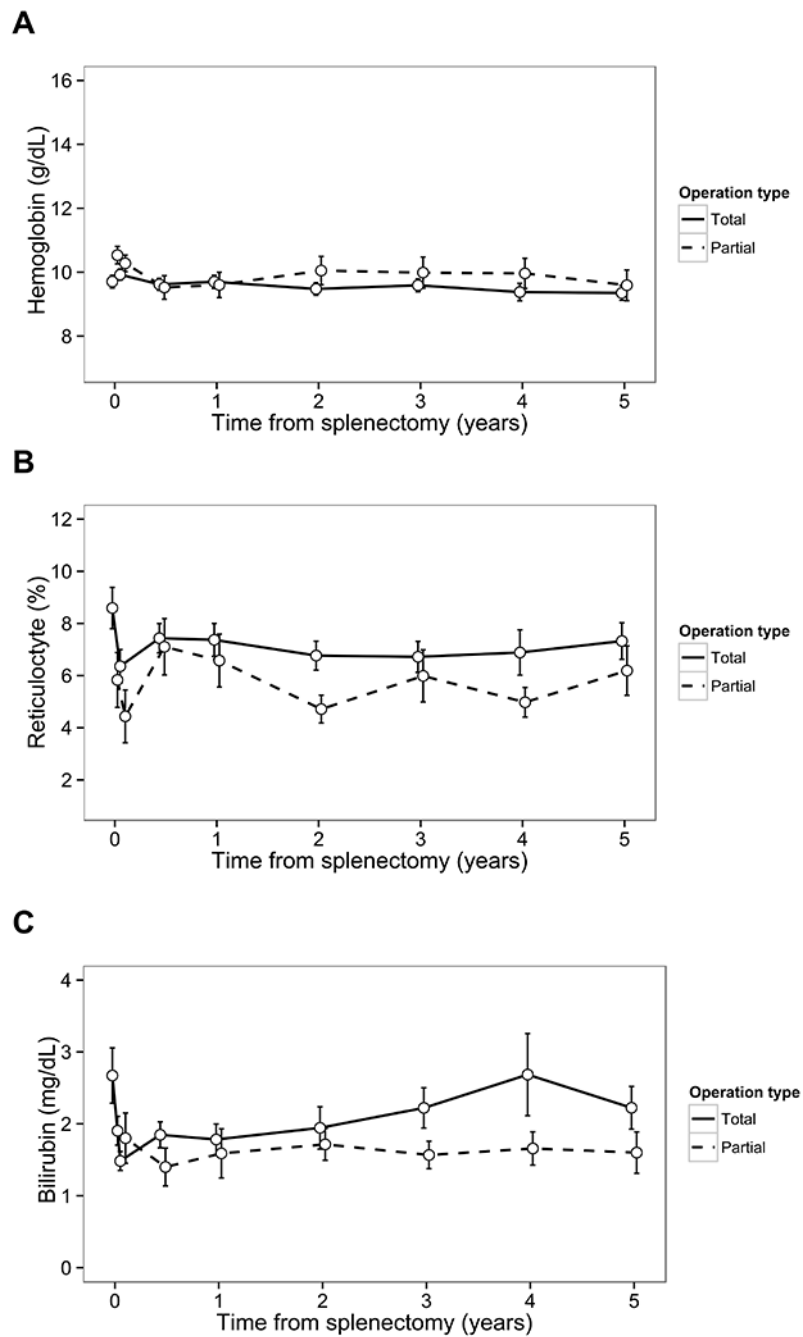 A
16
14
12
10
8
Hemoglobin (g/dL)
0 1 2 3 4 5
Time from splenectomy (years)
Operation type
Total
Partial
B
12
10
8
6
4
2
Reticuloctyte (%)
0 1 2 3 4 5
Time from splenectomy (years)
Operation type
Total
Partial
C
4
3
2
1
0
Bilirubin (mg/dL)
0 1 2 3 4 5
Time from splenectomy (years)
Operation type
Total
Partial